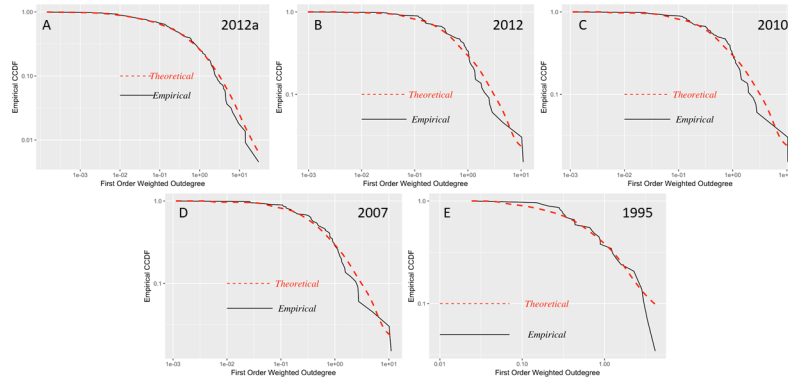 A 2012a
1.00
0.10
0.01
Empirical CCDF
Theoretical
Empirical
1e-03 1e-02 1e-01 1e+00 1e+01
First Order Weighted Outdegree
B 2012
1.0
0.1
Empirical CCDF
Theoretical
Empirical
1e-03 1e-02 1e-01 1e+00 1e+01
First Order Weighted Outdegree
C 2010
1.0
0.1
Empirical CCDF
Theoretical
Empirical
1e-03 1e-02 1e-01 1e+00 1e+
First Order Weighted Outdegree
D 2007
1.0
0.1
Empirical CCDF
Theoretical
Empirical
1e-03 1e-02 1e-01 1e+00 1e+01
First Order Weighted Outdegree
E 1995
1.0
0.1
Empirical CCDF
Theoretical
Empirical
0.01 0.10 1.00
First Order Weighted Outdegree